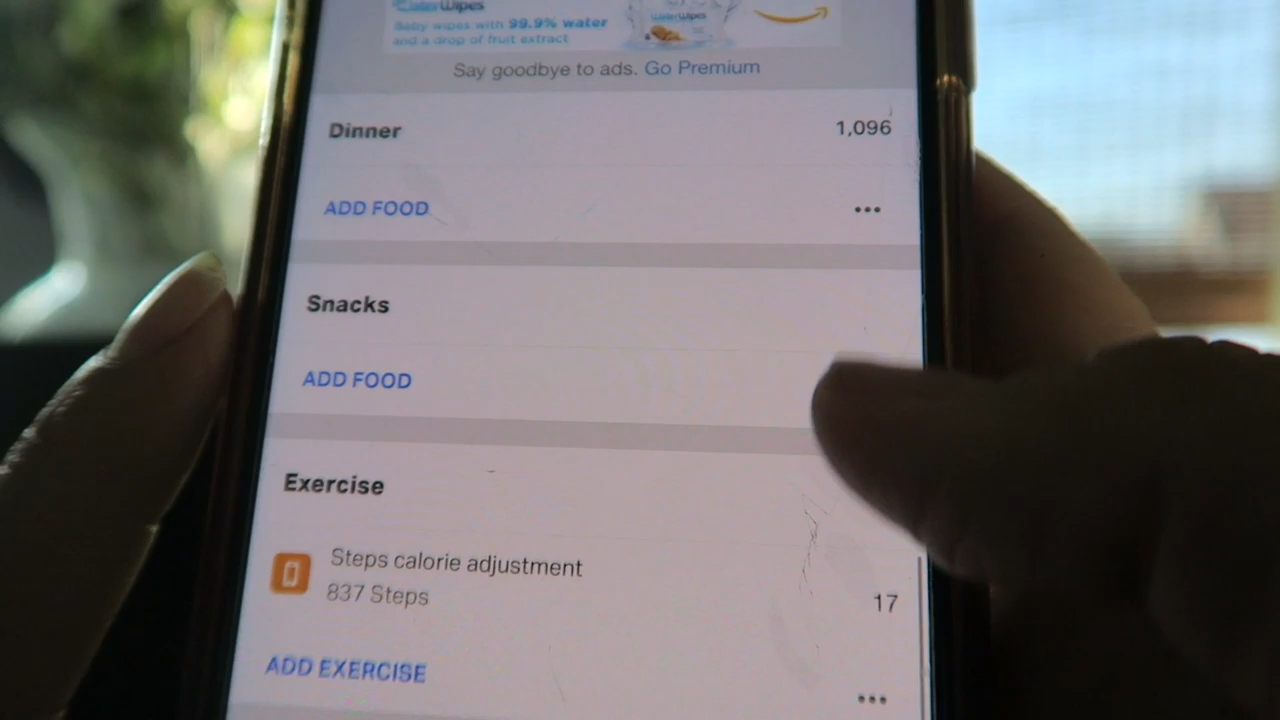 WaterWipes
Baby wipes with 99.9% water
and a drop of fruit extract
WaterWipes
Say goodbye to ads. Go Premium
Dinner 1,096
ADD FOOD
Snacks
ADD FOOD
Exercise
Steps calorie adjustment
837 Steps 17
ADD EXERCISE